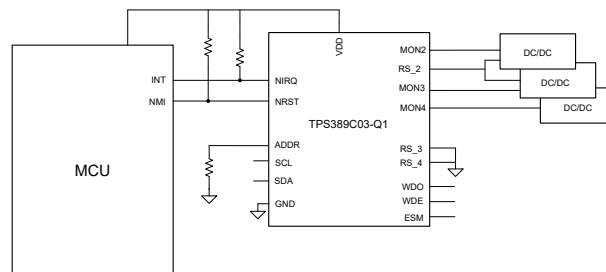 VDD
MON2
DC/DC
INT
NIRQ
RS_2
DC/DC
NMI
NRST
MON3
MON4
DC/DC
TPS389C03-Q1
ADDR
RS_3
SCL
RS_4
MCU
SDA
WDO
GND
WDE
ESM